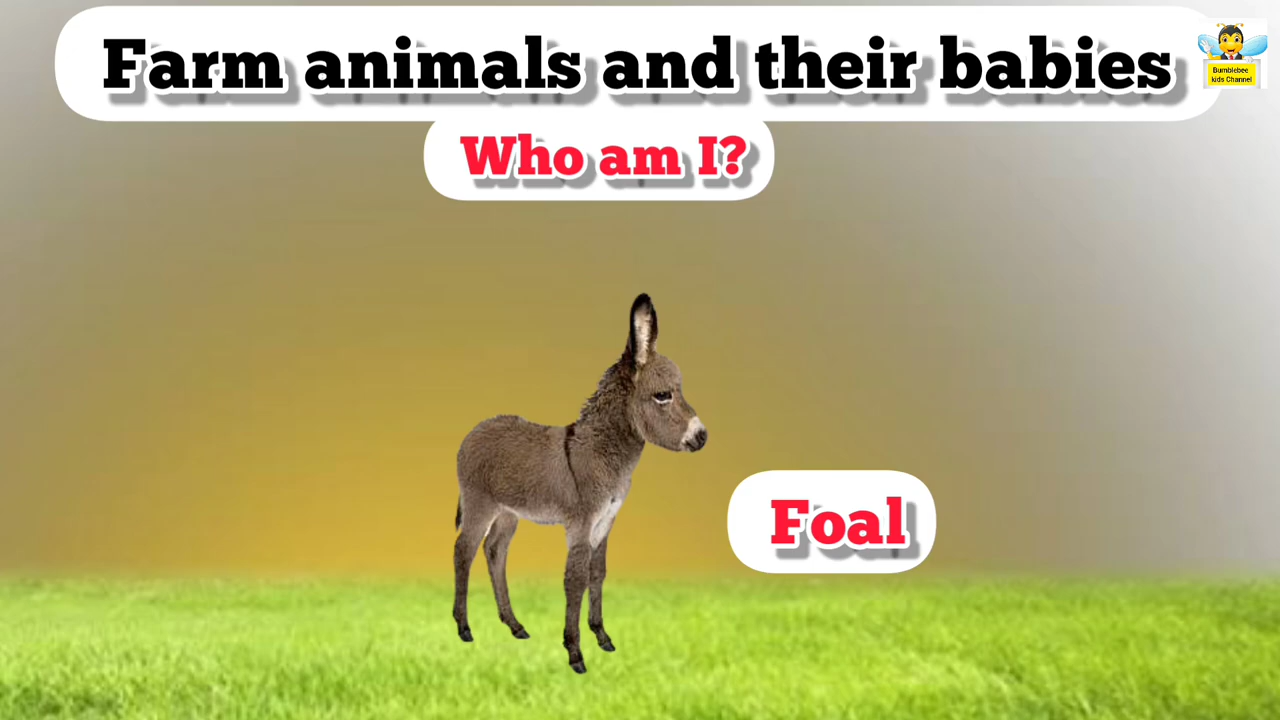 Farm animals and their babies
Bumblebee
kids Channel
Who am I?
Foal